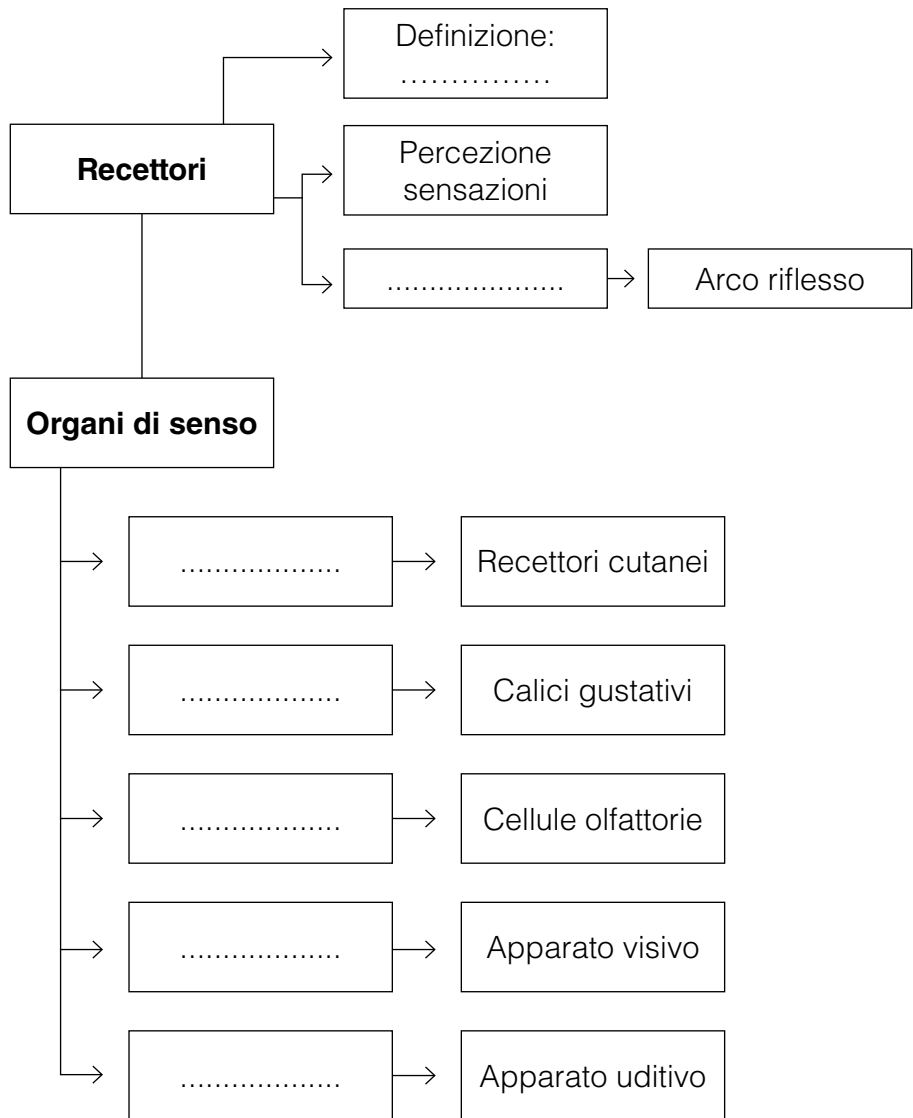 Definizione:
……………
Recettori
Percezione
sensazioni
.....................
Arco riflesso
Organi di senso
...................
Recettori cutanei
...................
Calici gustativi
...................
Cellule olfattorie
...................
Apparato visivo
...................
Apparato uditivo